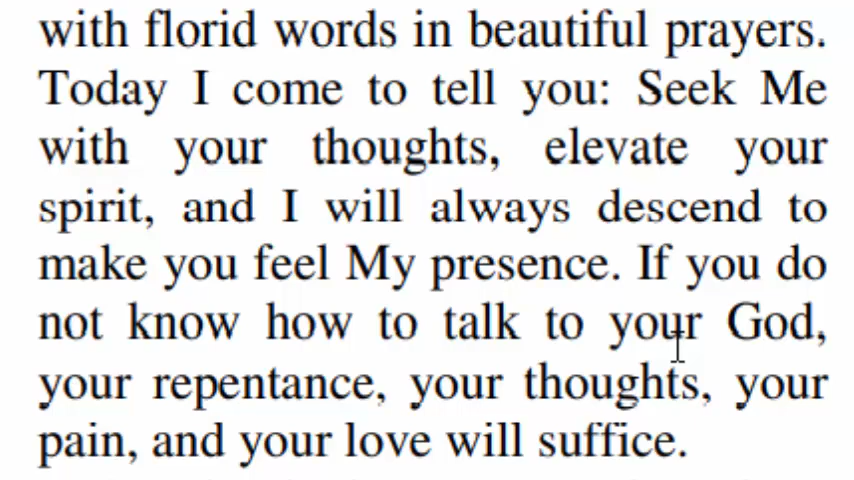 with florid words in beautiful prayers.
Today I come to tell you: Seek Me
with your thoughts, elevate your
spirit, and I will always descend to
make you feel My presence. If you do
not know how to talk to your God,
your repentance, your thoughts, your
pain, and your love will suffice.